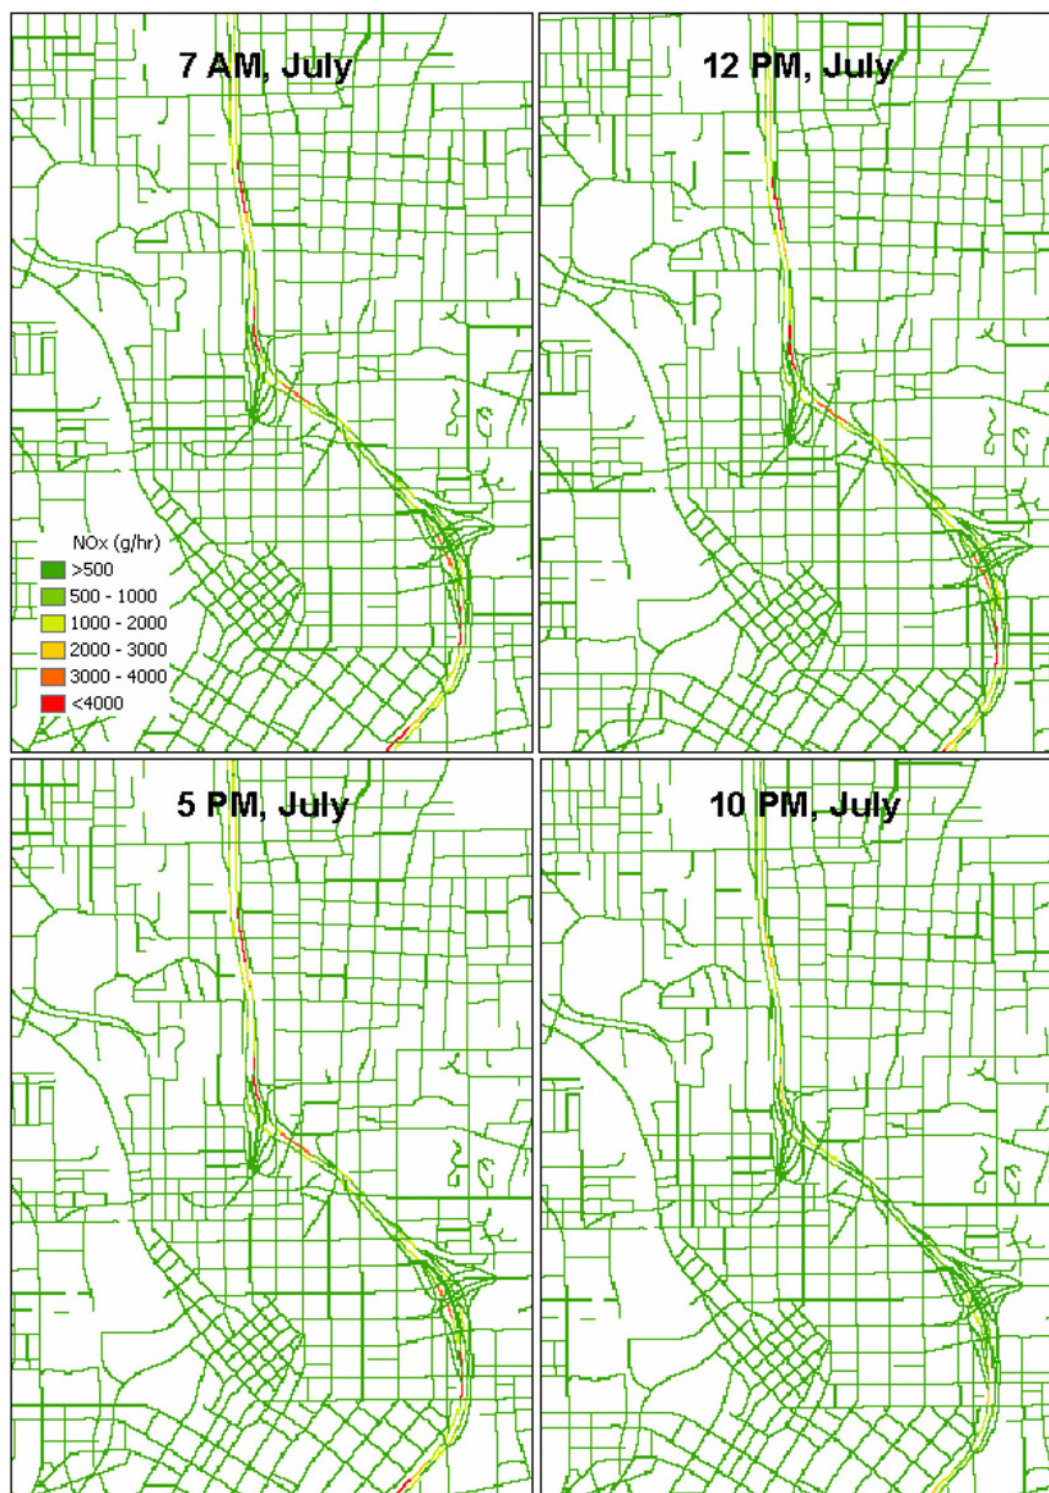 7 AM, July
12 PM, July
NOx (g/hr)
>500
500 - 1000
1000 - 2000
2000 - 3000
3000 - 4000
<4000
5 PM, July
10 PM, July